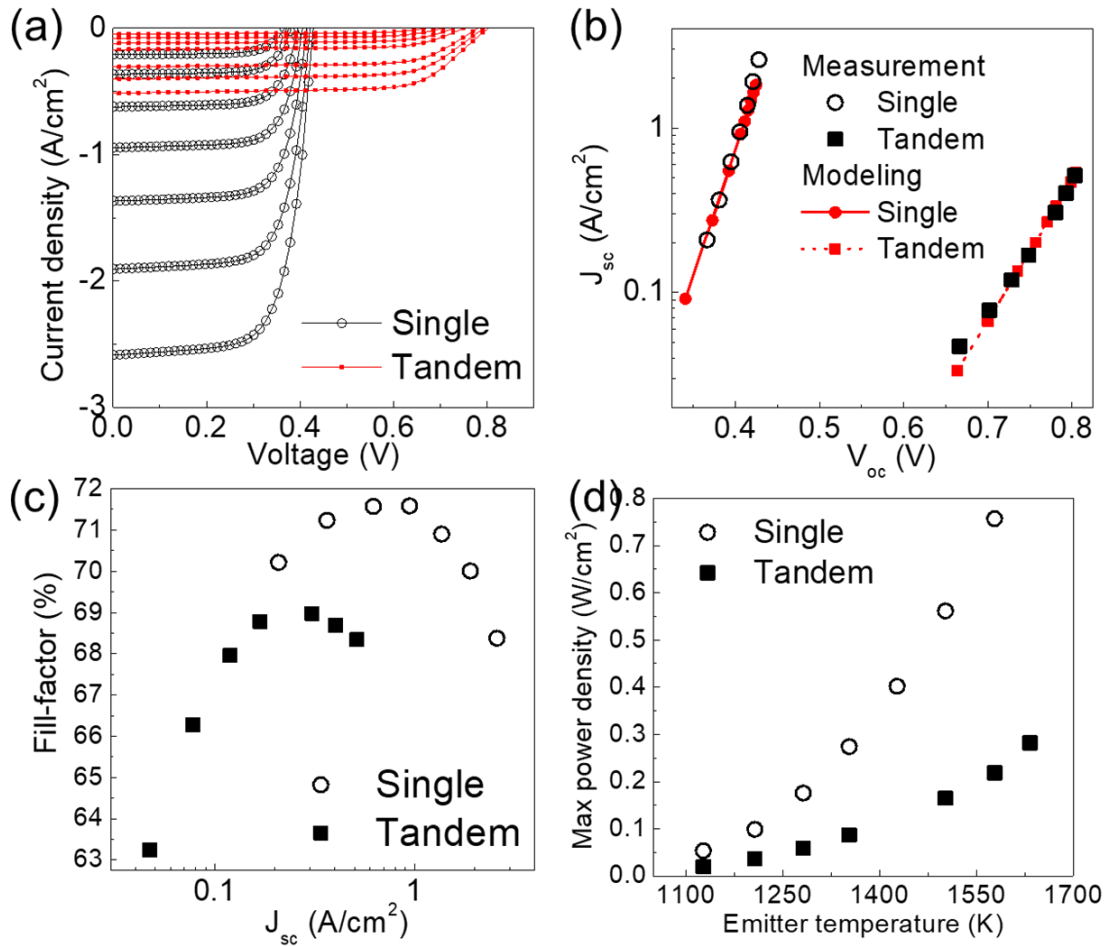 (a)
0
-1
-2
-3
Current density (A/cm²)
0.0 0.2 0.4 0.6 0.8
Voltage (V)
Single
Tandem
(b)
1
0.1
J_sc (A/cm²)
0.4 0.5 0.6 0.7 0.8
V_oc (V)
Measurement
Single
Tandem
Modeling
Single
Tandem
(c)
72
71
70
69
68
67
66
65
64
63
Fill-factor (%)
0.1 1
J_sc (A/cm²)
Single
Tandem
(d)
0.8
0.7
0.6
0.5
0.4
0.3
0.2
0.1
0.0
Max power density (W/cm²)
1100 1250 1400 1550 1700
Emitter temperature (K)
Single
Tandem